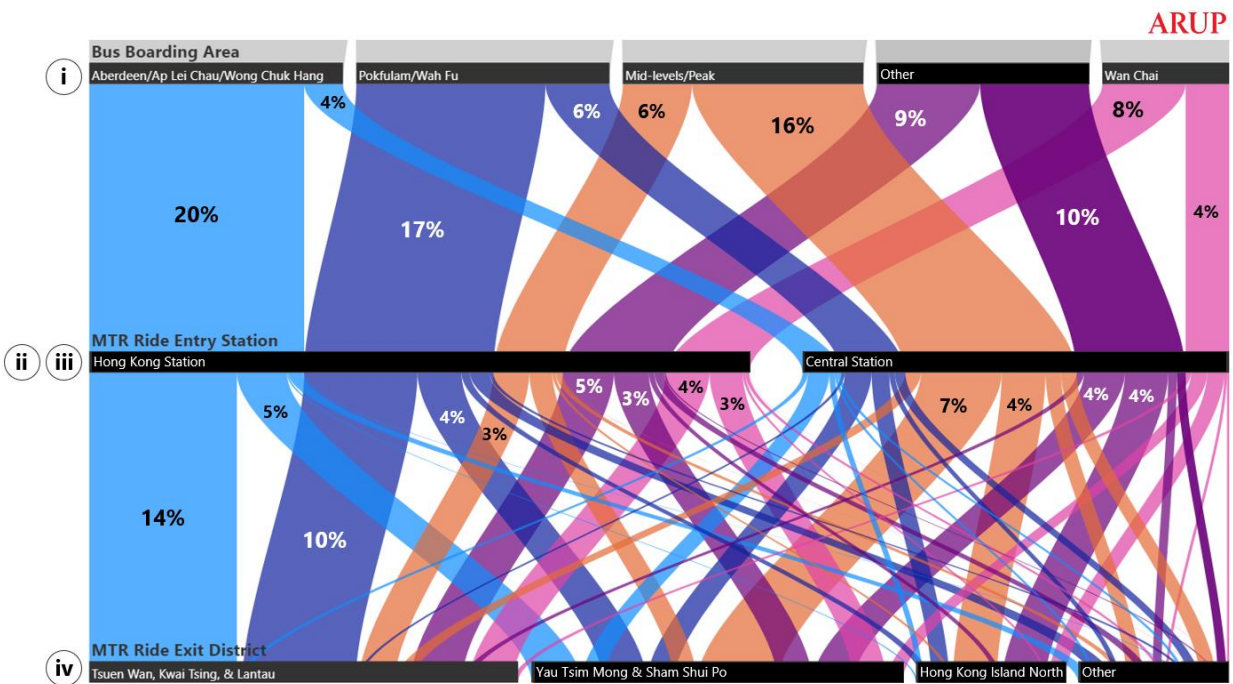 ARUP
Bus Boarding Area
i
Aberdeen/Ap Lei Chau/Wong Chuk Hang
Pokfulam/Wah Fu
Mid-levels/Peak
Other
Wan Chai
4%
6%
6%
16%
9%
8%
20%
17%
10%
4%
MTR Ride Entry Station
ii
iii
Hong Kong Station
Central Station
5%
4%
3%
5%
3%
4%
3%
7%
4%
4%
4%
14%
10%
MTR Ride Exit District
iv
Tsuen Wan, Kwai Tsing, & Lantau
Yau Tsim Mong & Sham Shui Po
Hong Kong Island North
Other